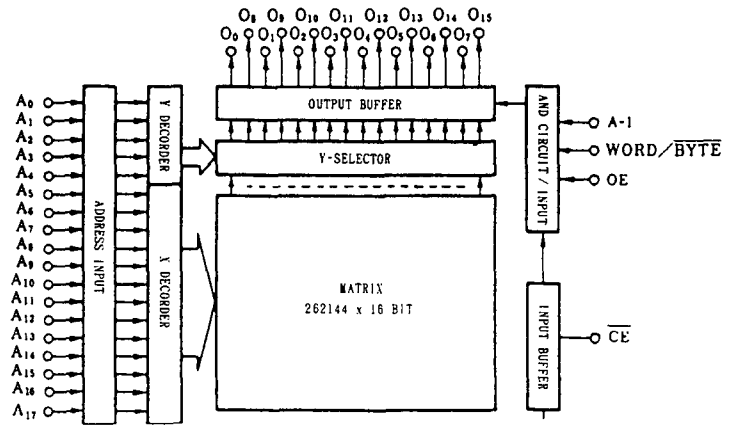 O8 O9 O10 O11 O12 O13 O14 O15
O0 O1 O2 O3 O4 O5 O6 O7
A0
A1
A2
A3
A4
A5
A6
A7
A8
A9
A10
A11
A12
A13
A14
A15
A16
A17
ADDRESS INPUT
Y DECORDER
X DECORDER
OUTPUT BUFFER
Y-SELECTOR
MATRIX
262144 x 16 BIT
AND CIRCUIT/INPUT
A-1
WORD/B̅Y̅T̅E̅
OE
INPUT BUFFER
C̅E̅